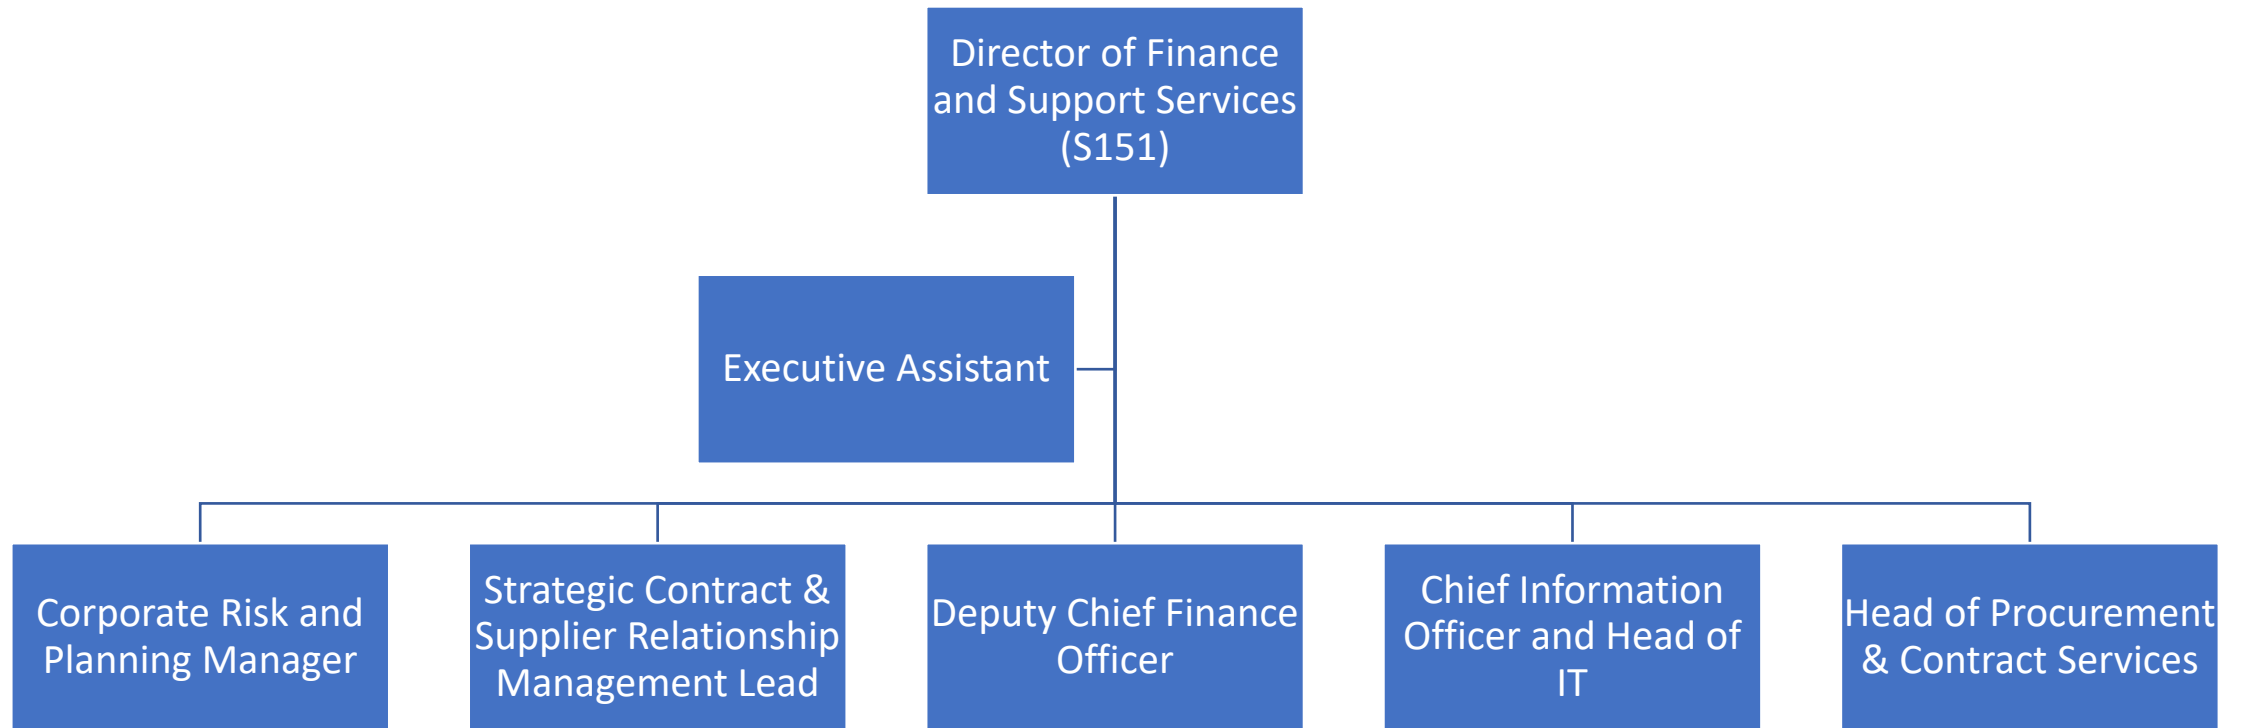 Director of Finance
and Support Services
(S151)
Executive Assistant
Corporate Risk and
Planning Manager
Strategic Contract &
Supplier Relationship
Management Lead
Deputy Chief Finance
Officer
Chief Information
Officer and Head of
IT
Head of Procurement
& Contract Services